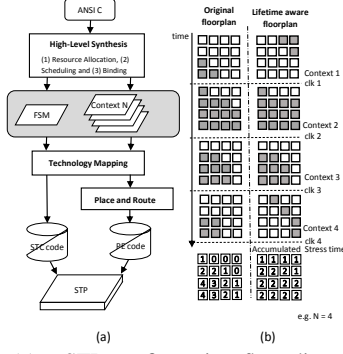 ANSI C
High-Level Synthesis
(1) Resource Allocation, (2)
Scheduling and (3) Binding
FSM
Context N
Technology Mapping
Place and Route
STC code
PE code
STP
(a)
Original
floorplan
Lifetime aware
floorplan
time
Context 1
clk 1
Context 2
clk 2
Context 3
clk 3
Context 4
clk 4
Accumulated Stress time
1 0 0 0 1 1 1 1
2 2 1 0 2 1 1 1
4 3 2 1 2 2 2 2
4 3 2 1 2 2 2 2
e.g. N = 4
(b)